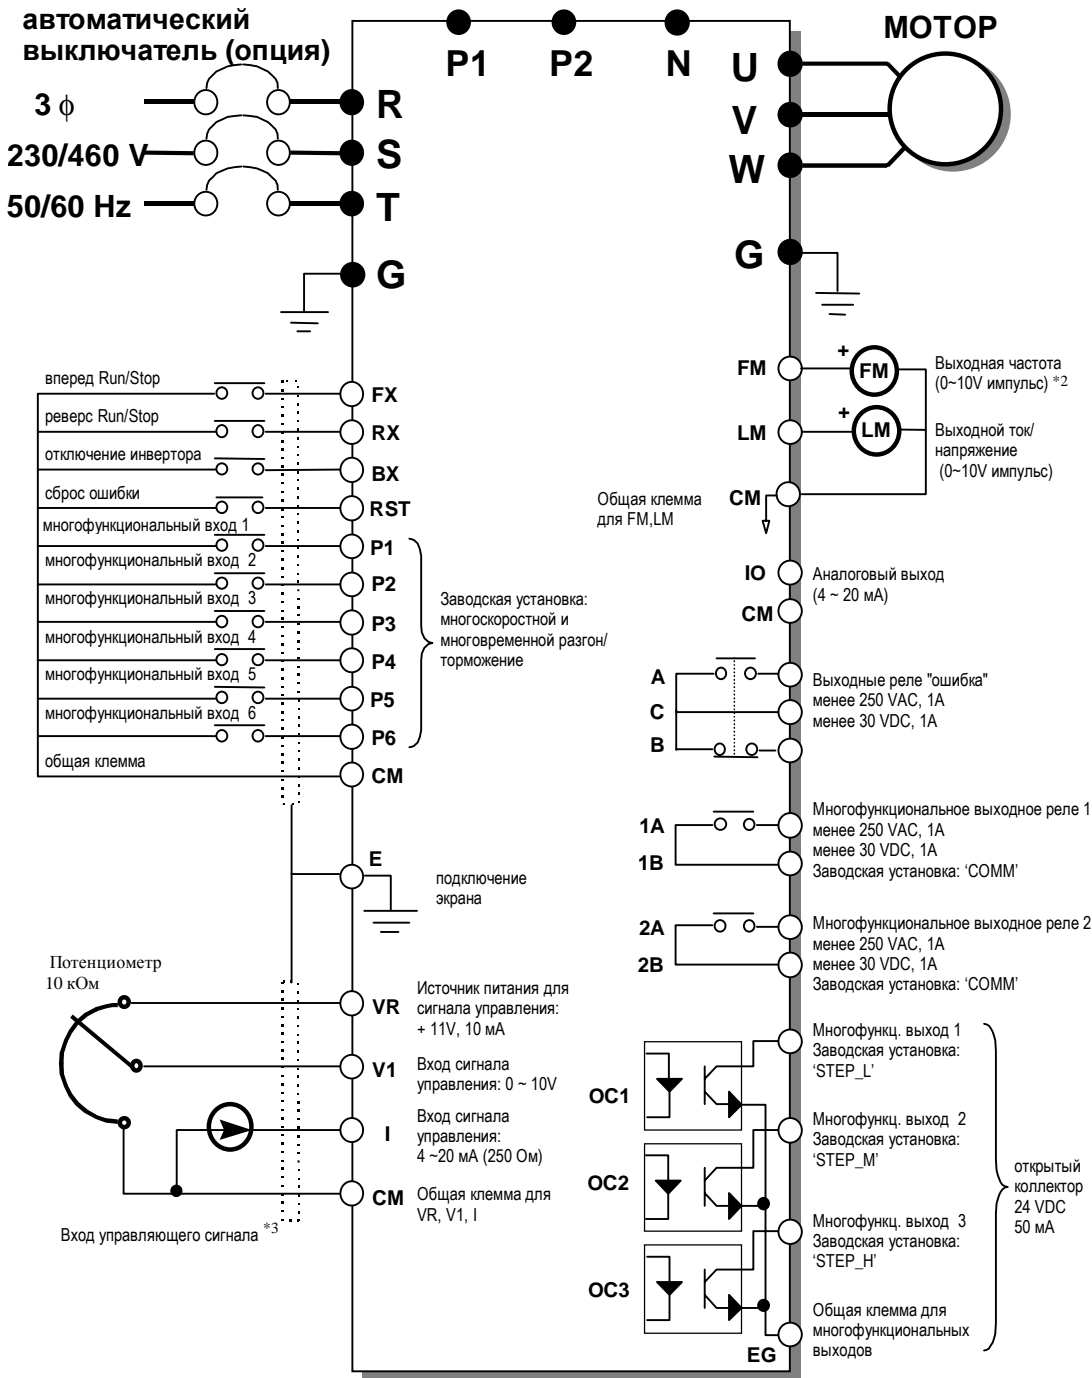 автоматический
выключатель (опция)
3 ϕ
230/460 V
50/60 Hz
R
S
T
G
P1 P2 N
U
V
W
G
МОТОР
вперед Run/Stop
FX
реверс Run/Stop
RX
отключение инвертора
BX
сброс ошибки
RST
многофункциональный вход 1
P1
многофункциональный вход 2
P2
многофункциональный вход 3
P3
многофункциональный вход 4
P4
многофункциональный вход 5
P5
многофункциональный вход 6
P6
общая клемма
CM
Заводская установка:
многоскоростной и
многовременной разгон/
торможение
E
подключение
экрана
Потенциометр
10 кОм
VR
Источник питания для
сигнала управления:
+ 11V, 10 мА
V1
Вход сигнала
управления: 0 ~ 10V
I
Вход сигнала
управления:
4 ~20 мА (250 Ом)
CM
Общая клемма для
VR, V1, I
Вход управляющего сигнала *3
FM
+
FM
Выходная частота
(0~10V импульс) *2
LM
+
LM
Выходной ток/
напряжение
(0~10V импульс)
CM
Общая клемма
для FM,LM
IO
Аналоговый выход
(4 ~ 20 мА)
CM
A
C
B
Выходные реле "ошибка"
менее 250 VAC, 1A
менее 30 VDC, 1A
1A
1B
Многофункциональное выходное реле 1
менее 250 VAC, 1A
менее 30 VDC, 1A
Заводская установка: ‘COMM’
2A
2B
Многофункциональное выходное реле 2
менее 250 VAC, 1A
менее 30 VDC, 1A
Заводская установка: ‘COMM’
OC1
Многофункц. выход 1
Заводская установка:
‘STEP_L’
OC2
Многофункц. выход 2
Заводская установка:
‘STEP_M’
OC3
Многофункц. выход 3
Заводская установка:
‘STEP_H’
EG
Общая клемма для
многофункциональных
выходов
открытый
коллектор
24 VDC
50 мА